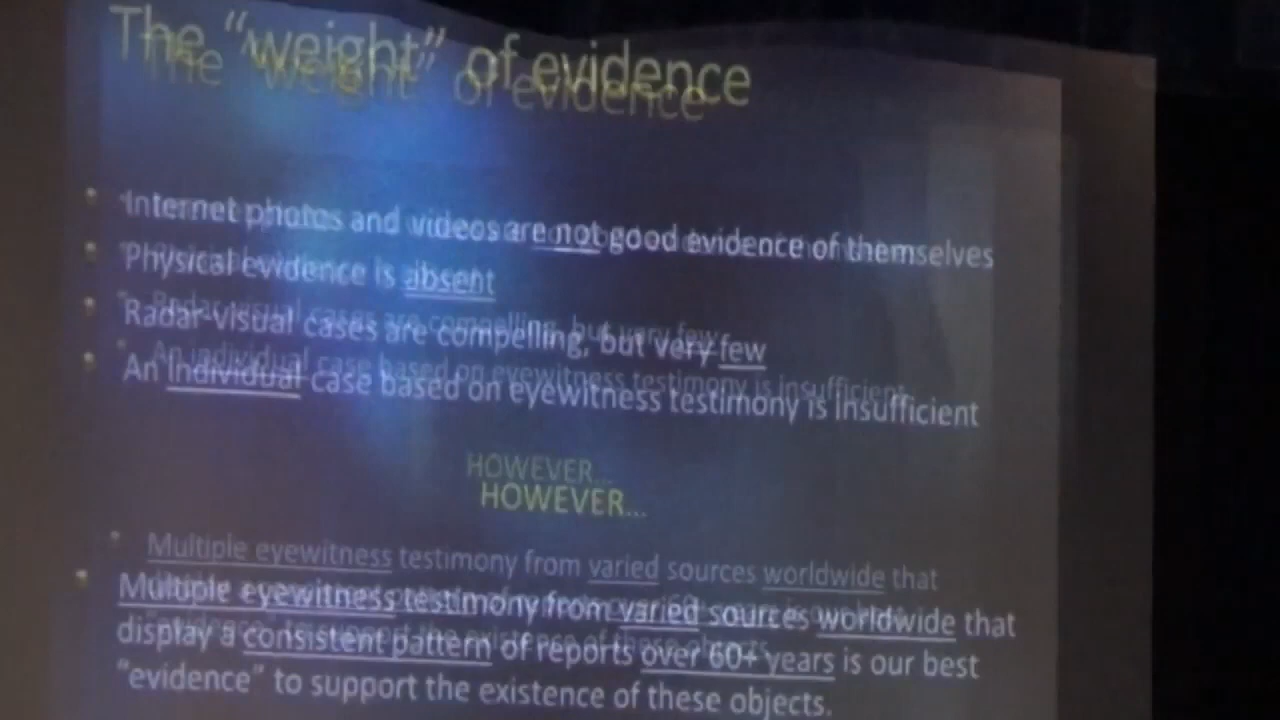 The “weight” of evidence
• Internet photos and videos are not good evidence of themselves
• Physical evidence is absent
• Radar-visual cases are compelling, but very few
• An individual case based on eyewitness testimony is insufficient
HOWEVER...
• Multiple eyewitness testimony from varied sources worldwide that
display a consistent pattern of reports over 60+ years is our best
“evidence” to support the existence of these objects.